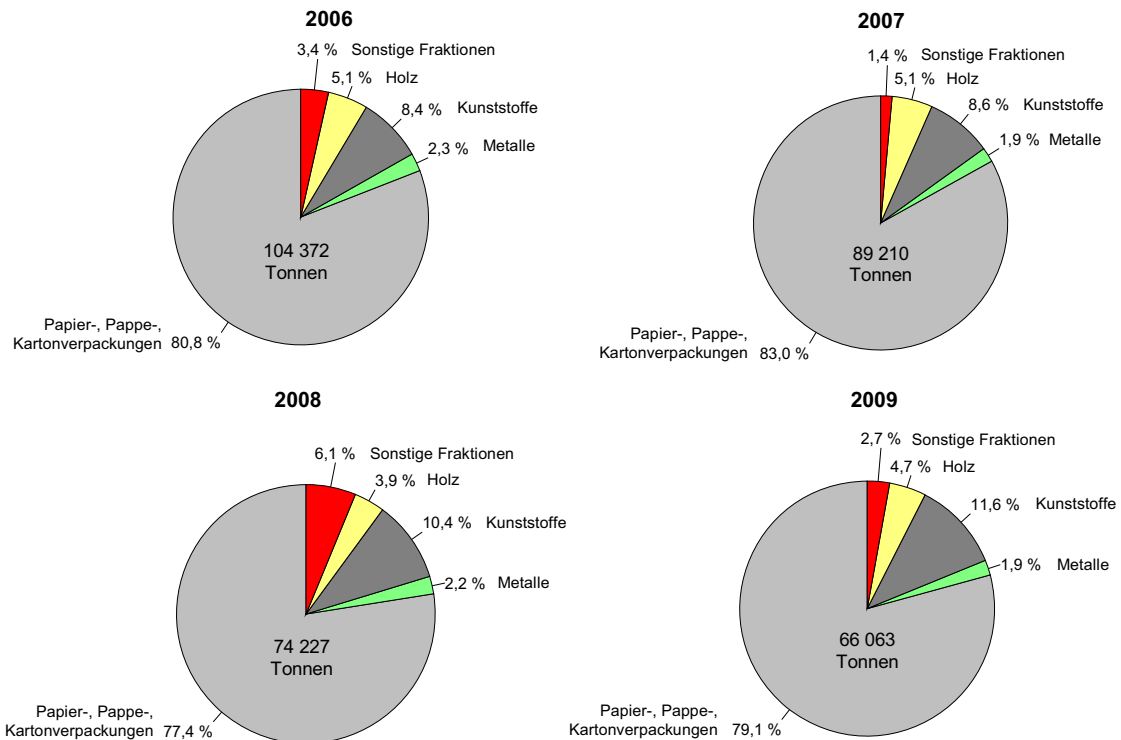 2006
3,4 % Sonstige Fraktionen
5,1 % Holz
8,4 % Kunststoffe
2,3 % Metalle
104 372
Tonnen
Papier-, Pappe-,
Kartonverpackungen 80,8 %
2007
1,4 % Sonstige Fraktionen
5,1 % Holz
8,6 % Kunststoffe
1,9 % Metalle
89 210
Tonnen
Papier-, Pappe-,
Kartonverpackungen 83,0 %
2008
6,1 % Sonstige Fraktionen
3,9 % Holz
10,4 % Kunststoffe
2,2 % Metalle
74 227
Tonnen
Papier-, Pappe-,
Kartonverpackungen 77,4 %
2009
2,7 % Sonstige Fraktionen
4,7 % Holz
11,6 % Kunststoffe
1,9 % Metalle
66 063
Tonnen
Papier-, Pappe-,
Kartonverpackungen 79,1 %